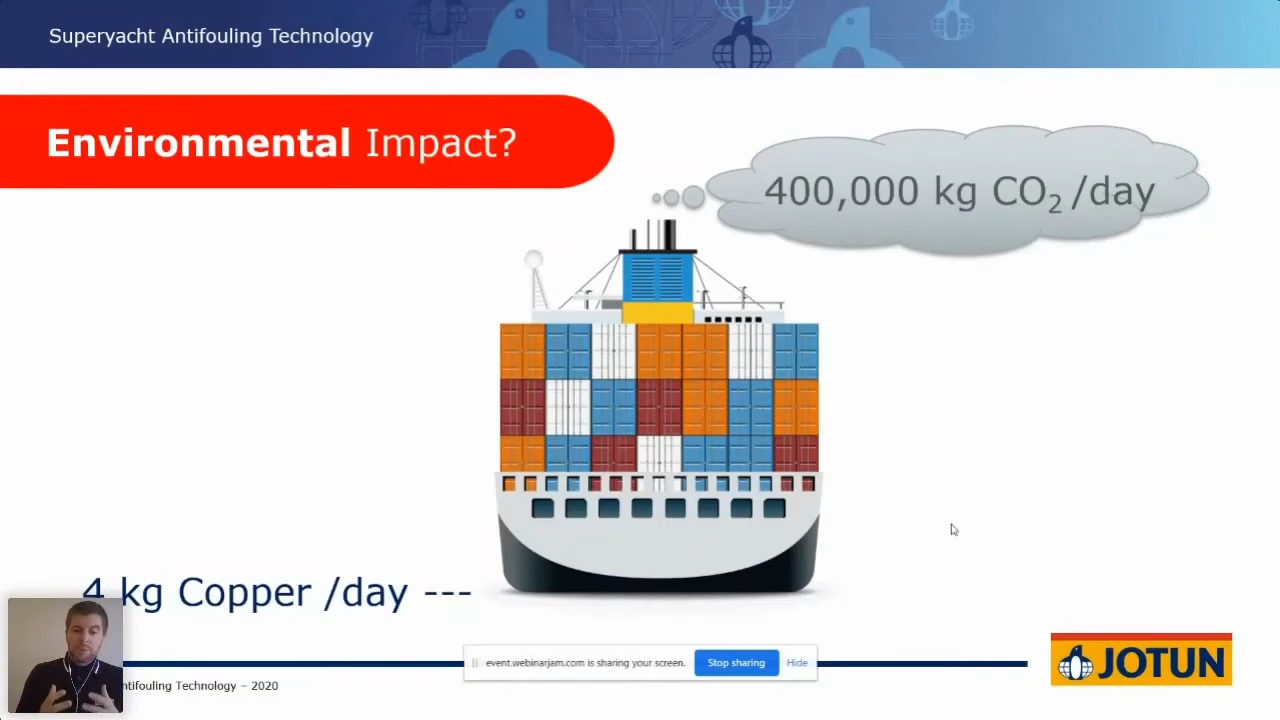 Superyacht Antifouling Technology
Environmental Impact?
400,000 kg CO₂ /day
4 kg Copper /day ---
event.webinarjam.com is sharing your screen.
Stop sharing
Hide
JOTUN
ntifouling Technology – 2020